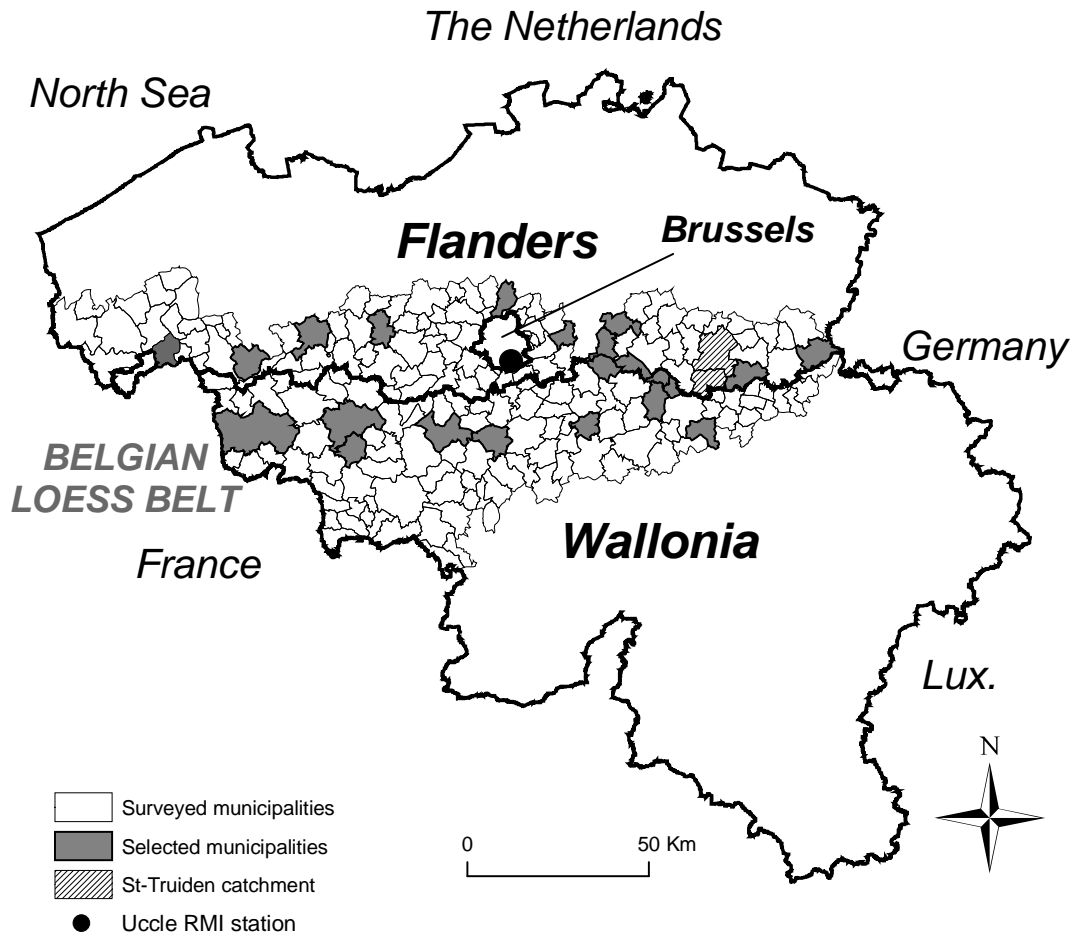 The Netherlands
North Sea
Flanders
Brussels
Germany
BELGIAN
LOESS BELT
France
Wallonia
Lux.
N
Surveyed municipalities
Selected municipalities
St-Truiden catchment
Uccle RMI station
0 50 Km